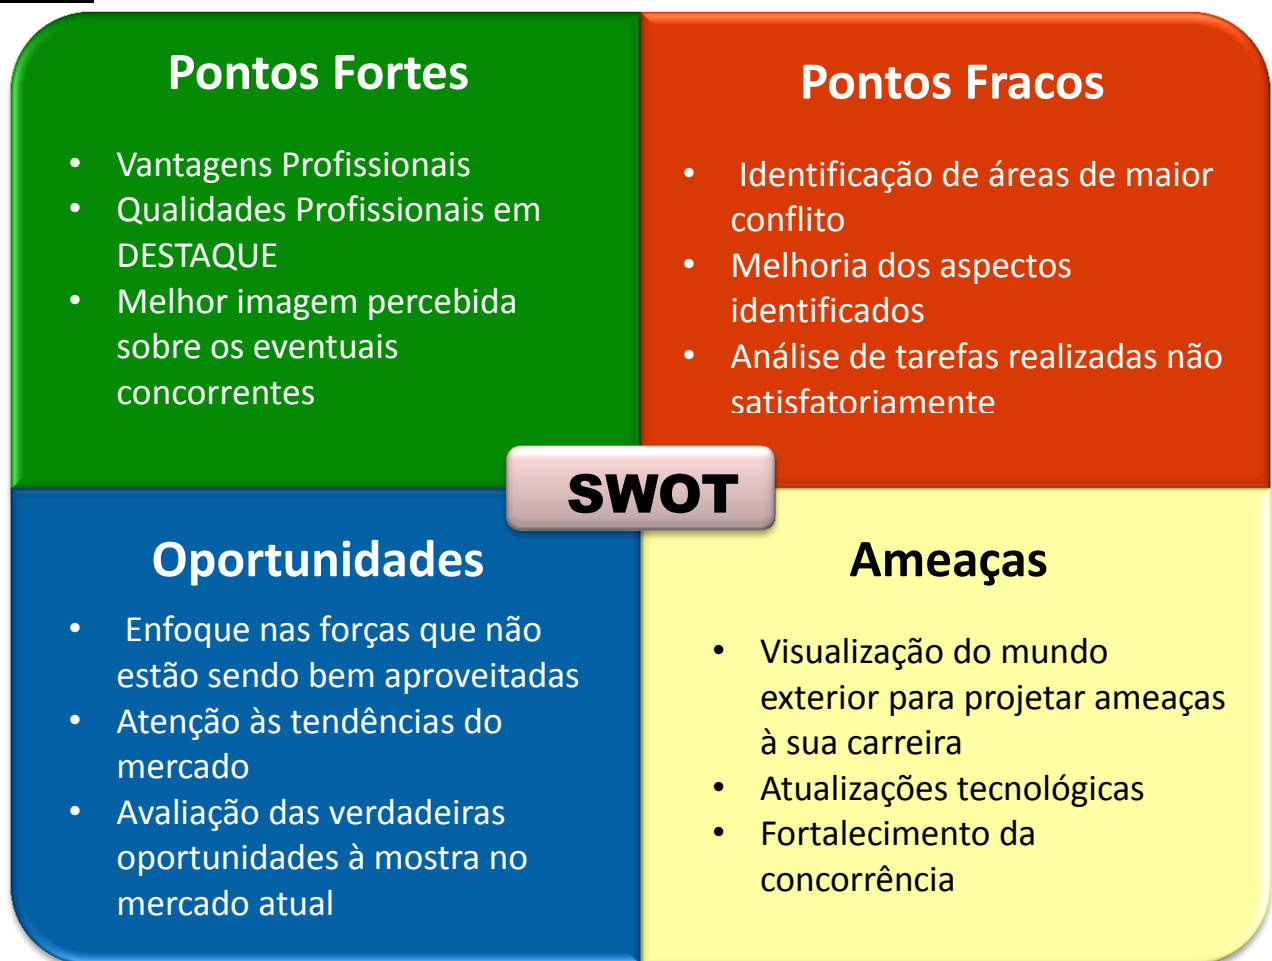 Pontos Fortes
• Vantagens Profissionais
• Qualidades Profissionais em
DESTAQUE
• Melhor imagem percebida
sobre os eventuais
concorrentes
Pontos Fracos
• Identificação de áreas de maior
conflito
• Melhoria dos aspectos
identificados
• Análise de tarefas realizadas não
satisfatoriamente
SWOT
Oportunidades
• Enfoque nas forças que não
estão sendo bem aproveitadas
• Atenção às tendências do
mercado
• Avaliação das verdadeiras
oportunidades à mostra no
mercado atual
Ameaças
• Visualização do mundo
exterior para projetar ameaças
à sua carreira
• Atualizações tecnológicas
• Fortalecimento da
concorrência